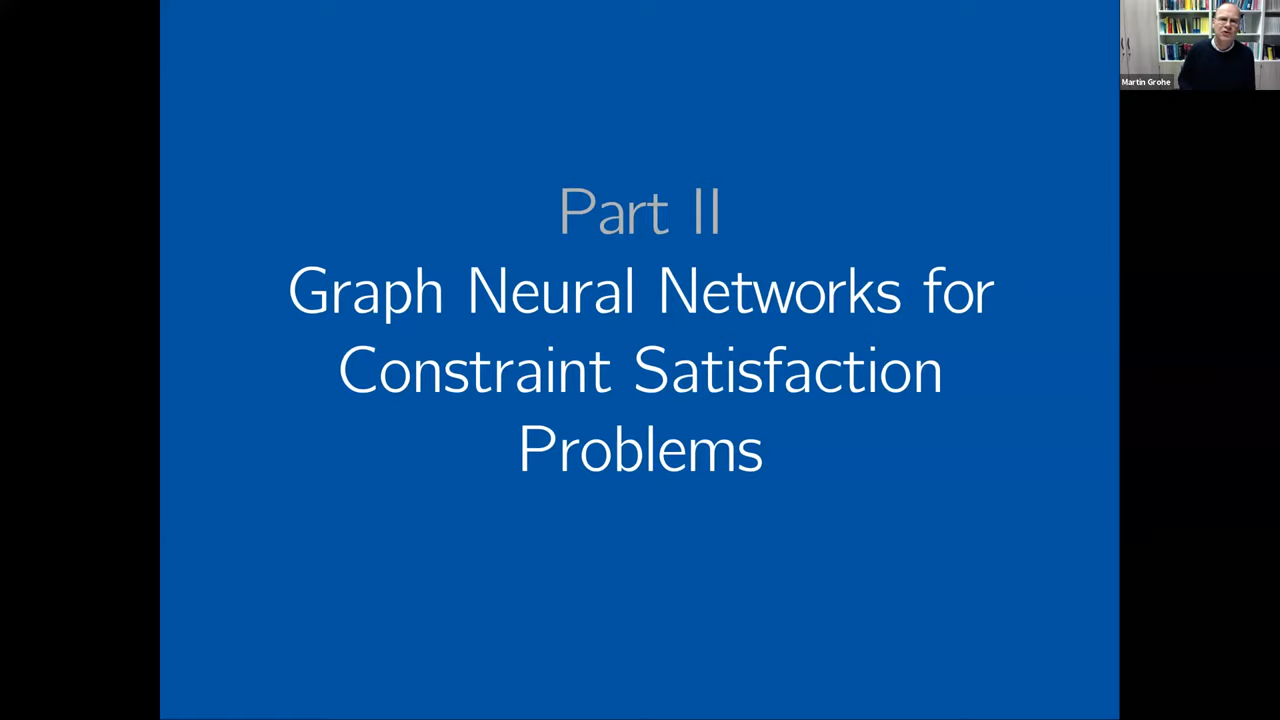 Part II
Graph Neural Networks for
Constraint Satisfaction
Problems
Martin Grohe